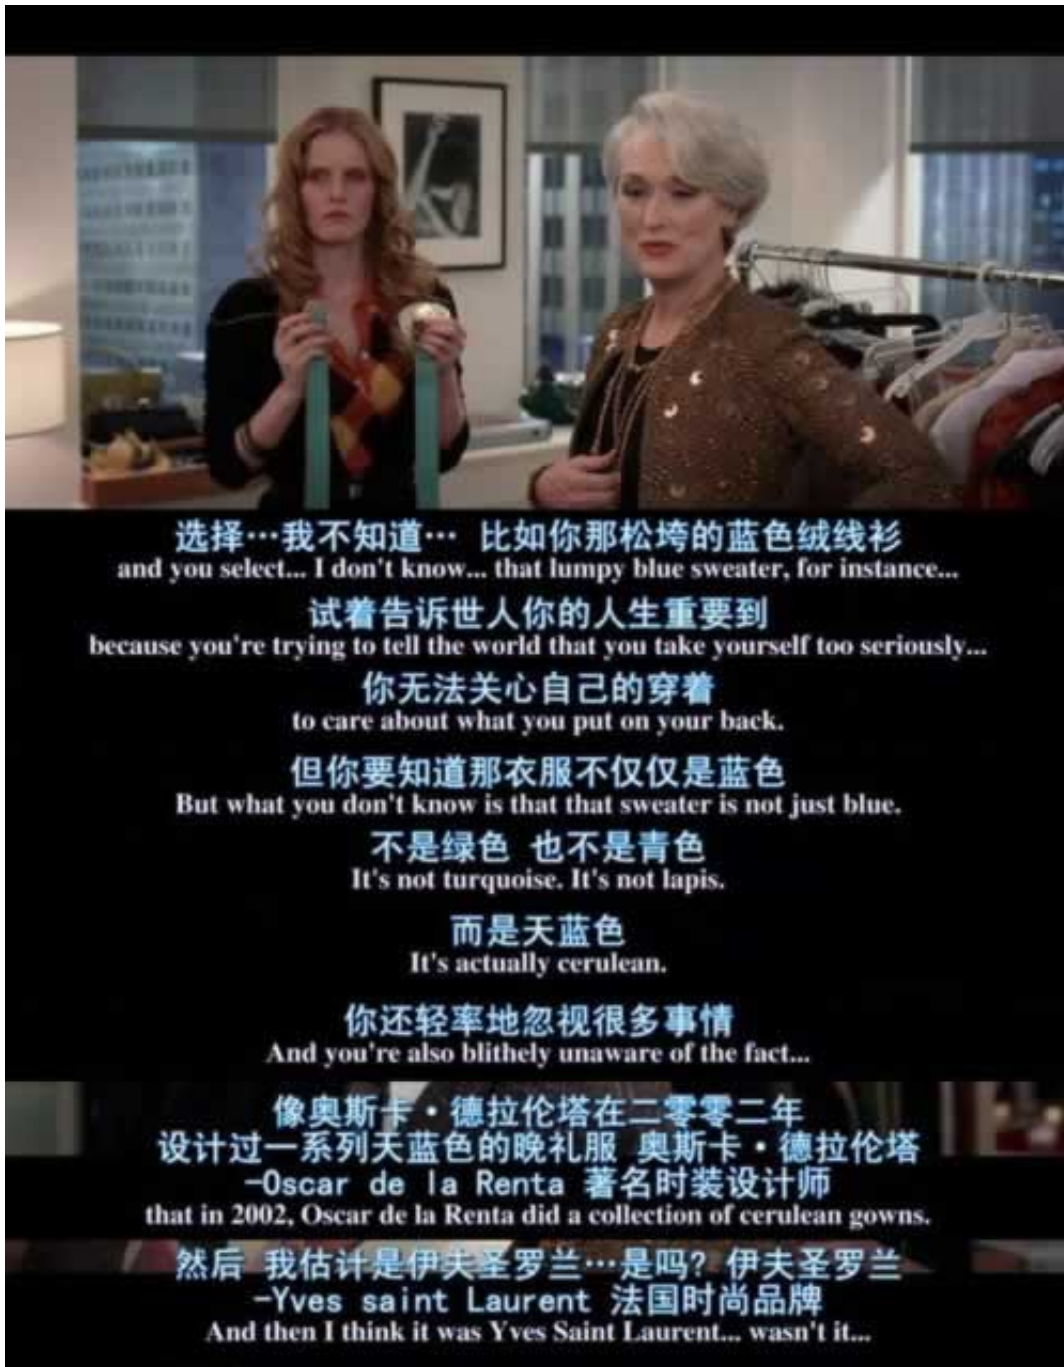 选择…我不知道… 比如你那松垮的蓝色绒线衫
and you select... I don't know... that lumpy blue sweater, for instance...
试着告诉世人你的人生重要到
because you're trying to tell the world that you take yourself too seriously...
你无法关心自己的穿着
to care about what you put on your back.
但你要知道那衣服不仅仅是蓝色
But what you don't know is that that sweater is not just blue.
不是绿色 也不是青色
It's not turquoise. It's not lapis.
而是天蓝色
It's actually cerulean.
你还轻率地忽视很多事情
And you're also blithely unaware of the fact...
像奥斯卡·德拉伦塔在二零零二年
设计过一系列天蓝色的晚礼服 奥斯卡·德拉伦塔
-Oscar de la Renta 著名时装设计师
that in 2002, Oscar de la Renta did a collection of cerulean gowns.
然后 我估计是伊夫圣罗兰…是吗? 伊夫圣罗兰
-Yves saint Laurent 法国时尚品牌
And then I think it was Yves Saint Laurent... wasn't it...